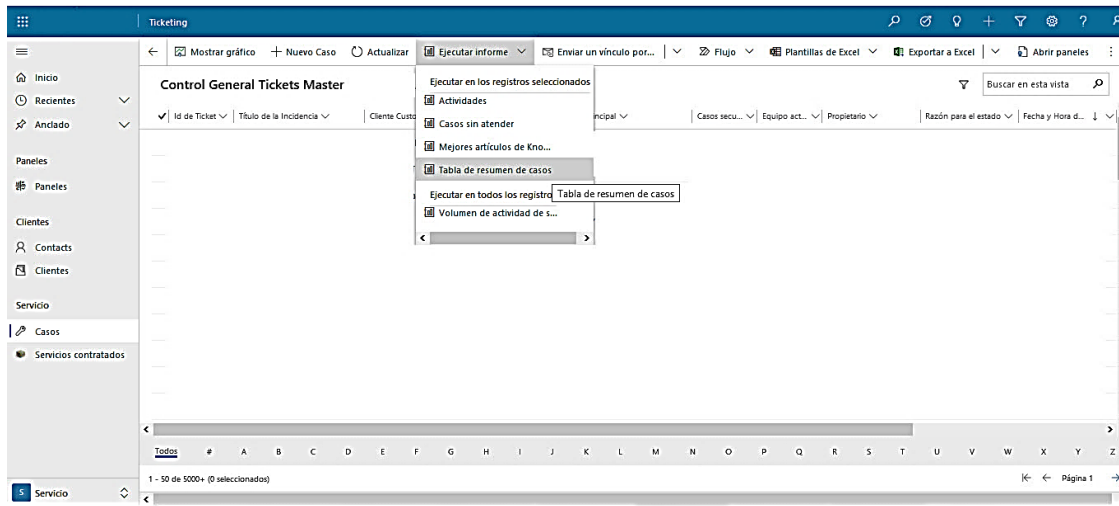 Ticketing
Mostrar gráfico
Nuevo Caso
Actualizar
Ejecutar informe
Enviar un vínculo por...
Flujo
Plantillas de Excel
Exportar a Excel
Abrir paneles
Inicio
Recientes
Anclado
Paneles
Paneles
Clientes
Contacts
Clientes
Servicio
Casos
Servicios contratados
S Servicio
Control General Tickets Master
Buscar en esta vista
Id de Ticket
Título de la Incidencia
Cliente Custo
ncipal
Casos secu...
Equipo act...
Propietario
Razón para el estado
Fecha y Hora d...
Ejecutar en los registros seleccionados
Actividades
Casos sin atender
Mejores artículos de Kno...
Tabla de resumen de casos
Ejecutar en todos los registro
Tabla de resumen de casos
Volumen de actividad de s...
Todos # A B C D E F G H I J K L M N O P Q R S T U V W X Y Z
1 - 50 de 5000+ (0 seleccionados)
Página 1